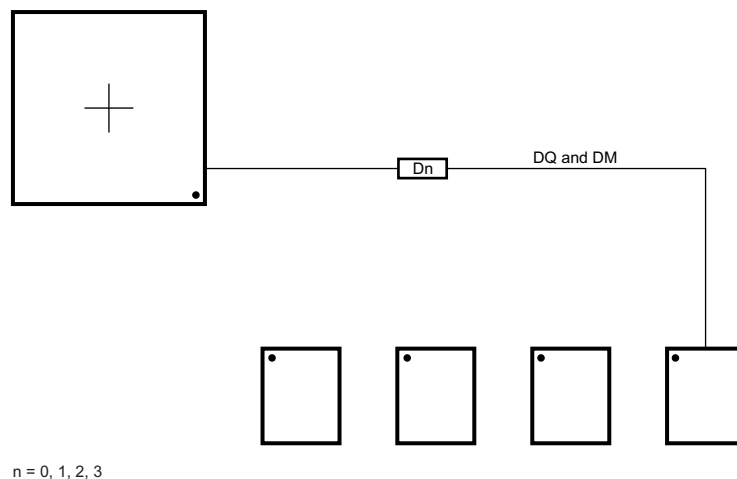 DQ and DM
Dn
n = 0, 1, 2, 3